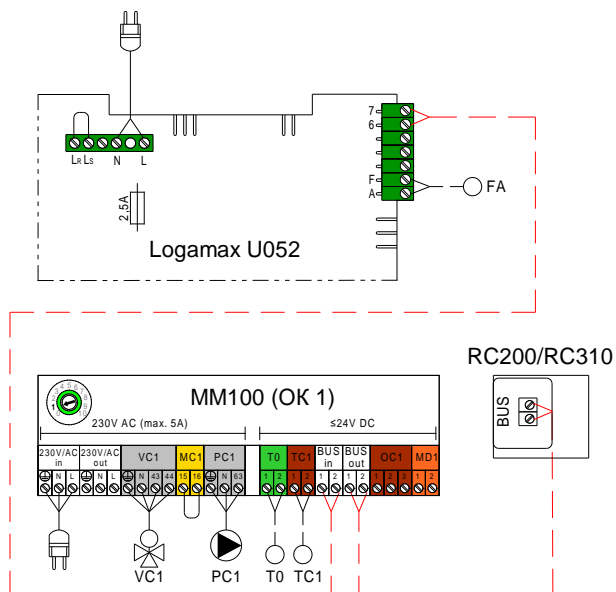 7
6
LR LS N L
F
A
FA
2.5A
Logamax U052
RC200/RC310
BUS
MM100 (OK 1)
230V AC (max. 5A) ≤24V DC
230V/AC in 230V/AC out VC1 MC1 PC1 T0 TC1 BUS in BUS out OC1 MD1
N L N L N 43 44 15 16 N 63 1 2 1 2 1 2 1 2 1 2 3 1 2
VC1 PC1 T0 TC1